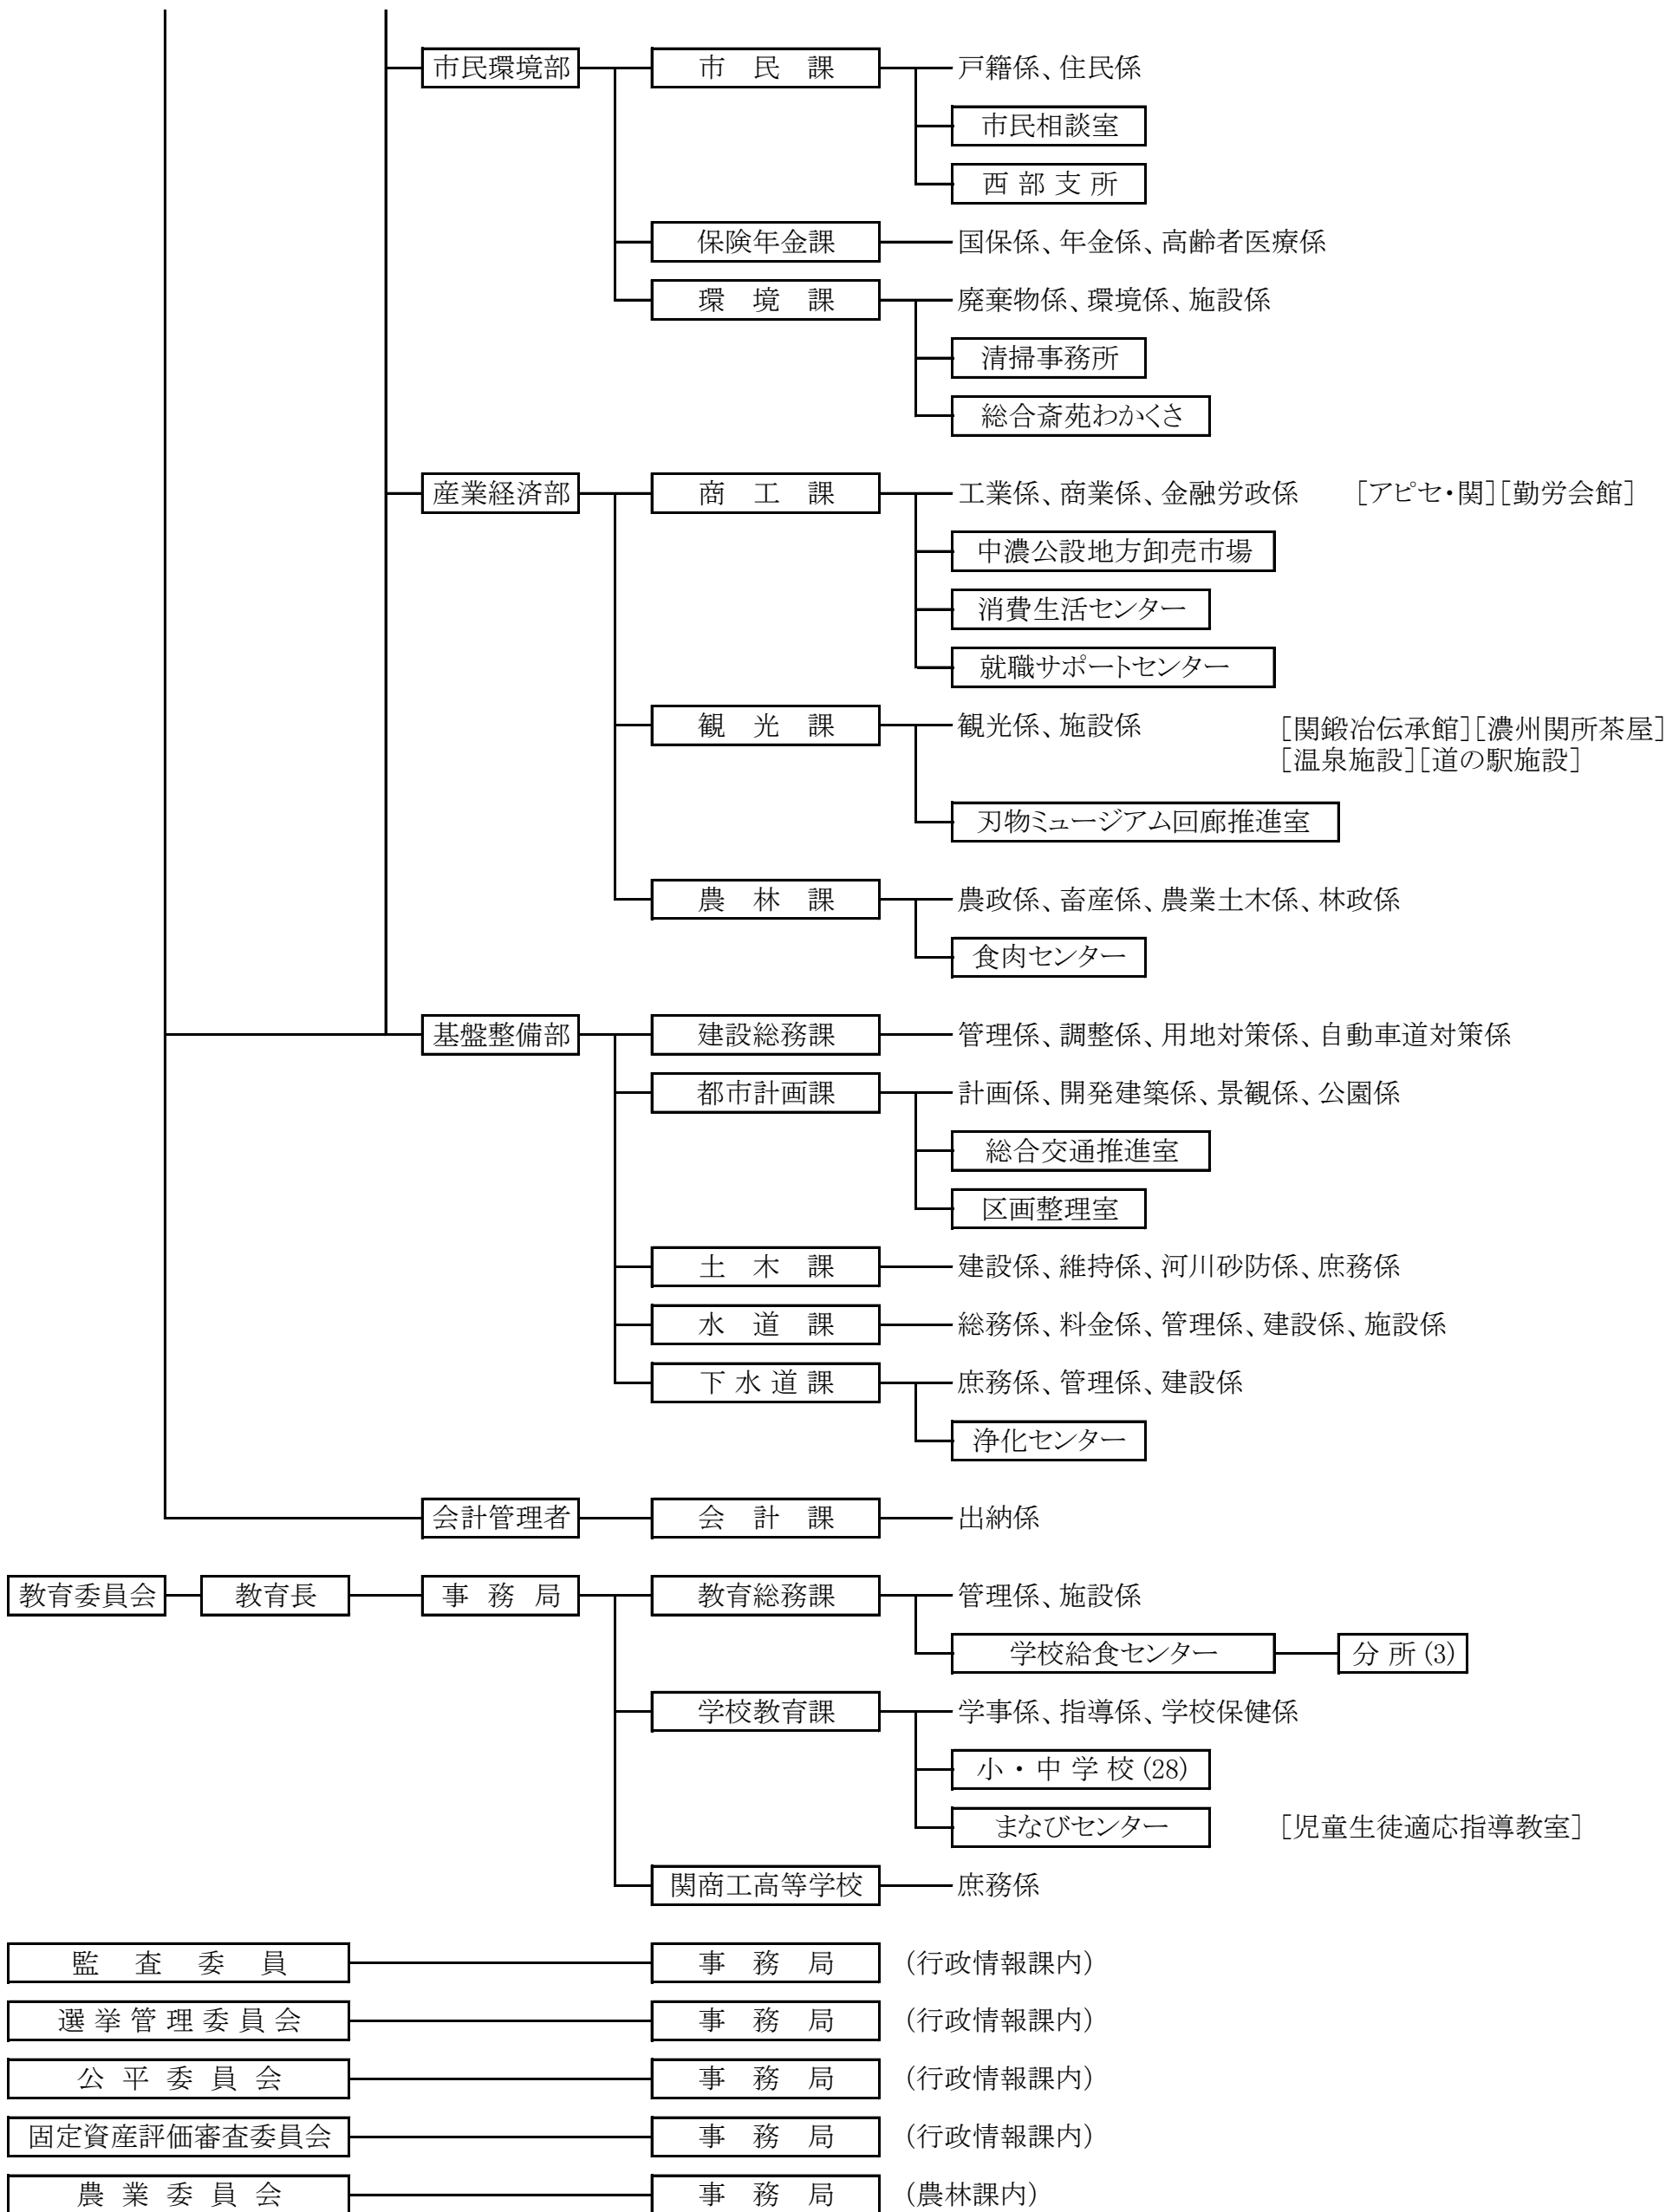 市民環境部 市民課 戸籍係、住民係
市民相談室
西部支所
保険年金課 国保係、年金係、高齢者医療係
環境課 廃棄物係、環境係、施設係
清掃事務所
総合斎苑わかくさ
産業経済部 商工課 工業係、商業係、金融労政係 [アピセ・関][勤労会館]
中濃公設地方卸売市場
消費生活センター
就職サポートセンター
観光課 観光係、施設係 [関鍛冶伝承館][濃州関所茶屋]
[温泉施設][道の駅施設]
刃物ミュージアム回廊推進室
農林課 農政係、畜産係、農業土木係、林政係
食肉センター
基盤整備部 建設総務課 管理係、調整係、用地対策係、自動車道対策係
都市計画課 計画係、開発建築係、景観係、公園係
総合交通推進室
区画整理室
土木課 建設係、維持係、河川砂防係、庶務係
水道課 総務係、料金係、管理係、建設係、施設係
下水道課 庶務係、管理係、建設係
浄化センター
会計管理者 会計課 出納係
教育委員会 教育長 事務局 教育総務課 管理係、施設係
学校給食センター 分所(3)
学校教育課 学事係、指導係、学校保健係
小・中学校(28)
まなびセンター [児童生徒適応指導教室]
関商工高等学校 庶務係
監査委員 事務局 (行政情報課内)
選挙管理委員会 事務局 (行政情報課内)
公平委員会 事務局 (行政情報課内)
固定資産評価審査委員会 事務局 (行政情報課内)
農業委員会 事務局 (農林課内)